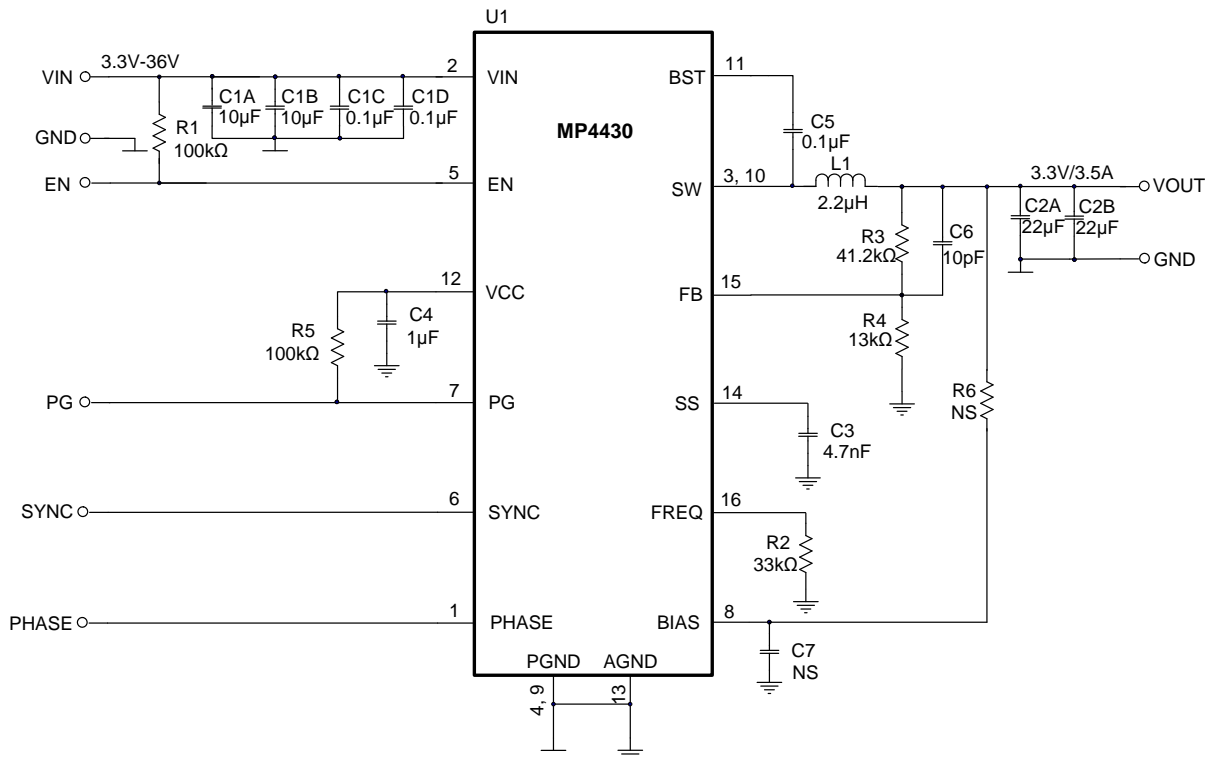 U1
3.3V-36V
VIN
2
VIN
C1A
10µF
C1B
10µF
C1C
0.1µF
C1D
0.1µF
GND
R1
100kΩ
EN
5
EN
MP4430
BST
11
C5
0.1µF
SW
3, 10
L1
2.2µH
3.3V/3.5A
VOUT
C2A
22µF
C2B
22µF
GND
R3
41.2kΩ
C6
10pF
12
VCC
C4
1µF
R5
100kΩ
FB
15
R4
13kΩ
PG
7
PG
SS
14
C3
4.7nF
R6
NS
SYNC
6
SYNC
FREQ
16
R2
33kΩ
PHASE
1
PHASE
BIAS
8
C7
NS
PGND
AGND
4, 9
13